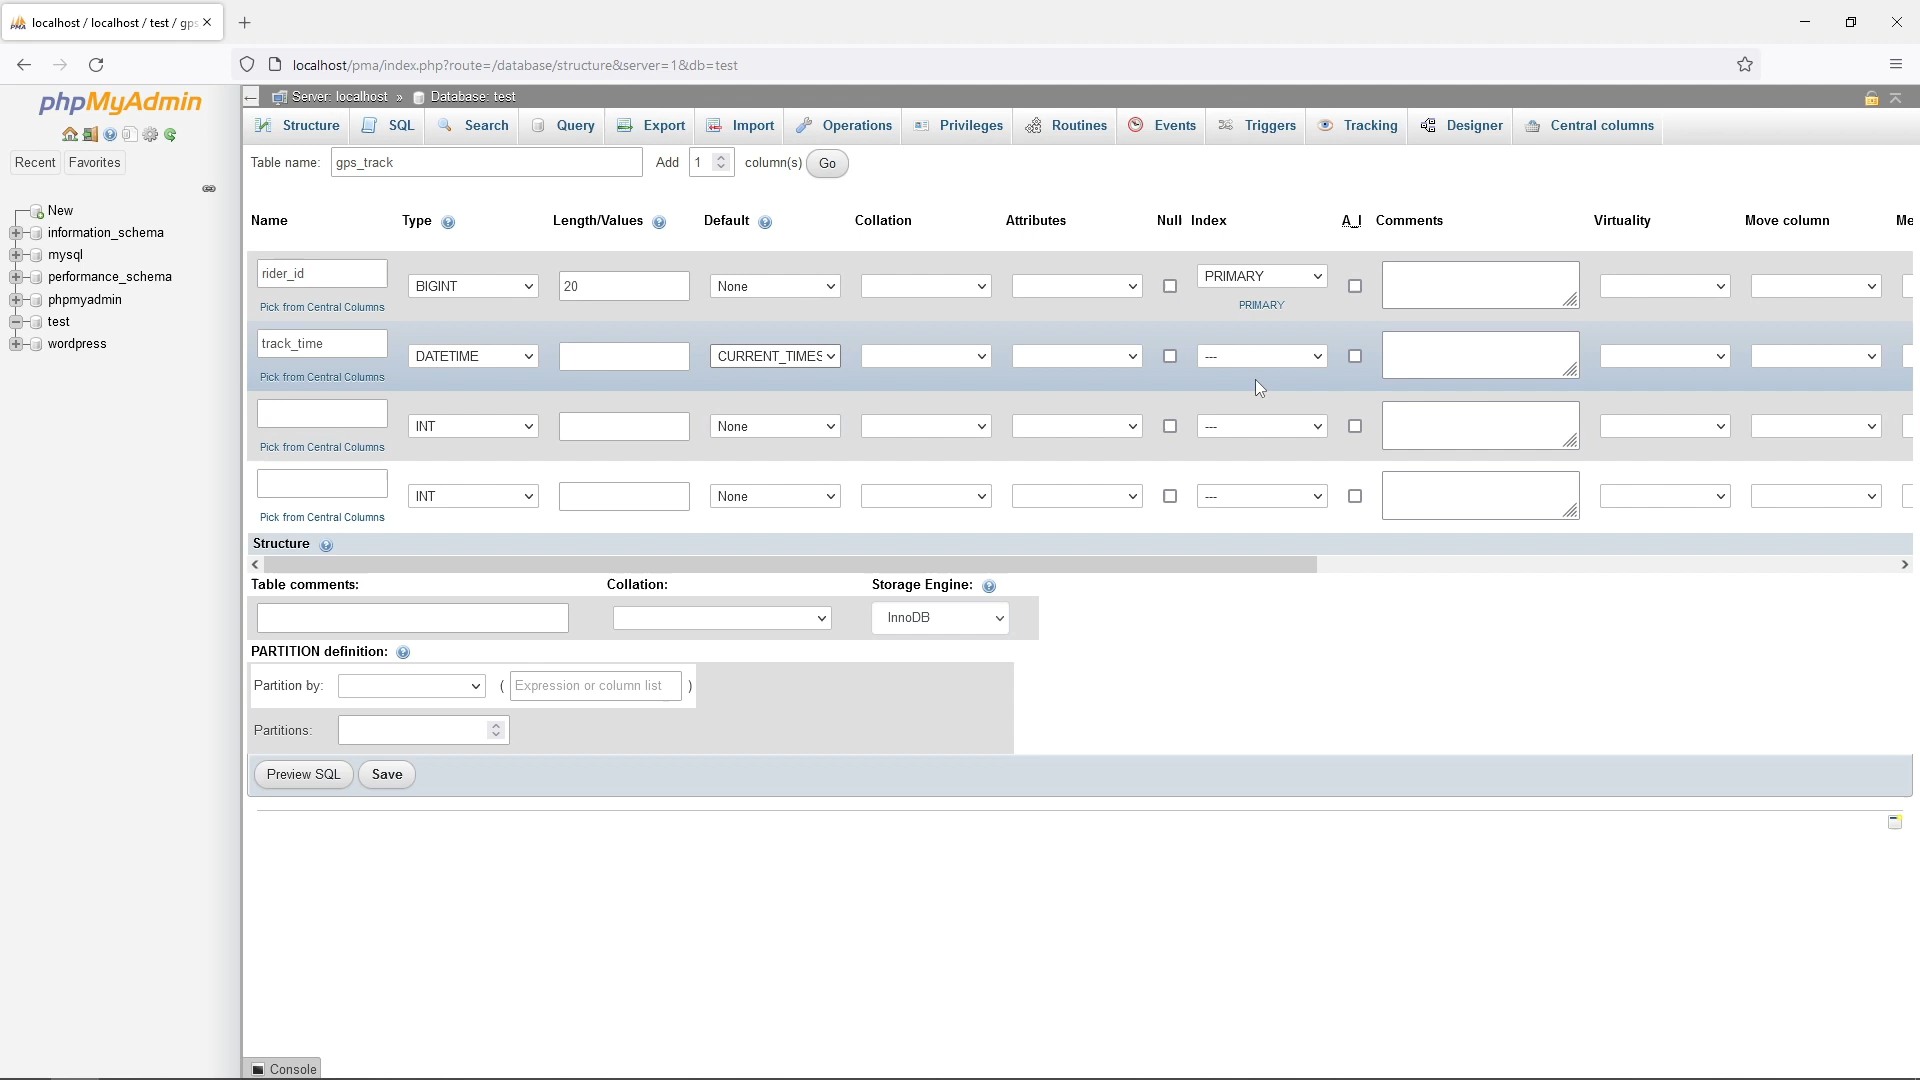 localhost / localhost / test / gps
localhost/pma/index.php?route=/database/structure&server=1&db=test
phpMyAdmin
Recent
Favorites
New
information_schema
mysql
performance_schema
phpmyadmin
test
wordpress
Server: localhost » Database: test
Structure SQL Search Query Export Import Operations Privileges Routines Events Triggers Tracking Designer Central columns
Table name: gps_track Add 1 column(s) Go
Name Type Length/Values Default Collation Attributes Null Index A_I Comments Virtuality Move column Me
rider_id BIGINT 20 None PRIMARY
Pick from Central Columns PRIMARY
track_time DATETIME CURRENT_TIMES ---
Pick from Central Columns
INT None ---
Pick from Central Columns
INT None ---
Pick from Central Columns
Structure
Table comments: Collation: Storage Engine:
InnoDB
PARTITION definition:
Partition by: ( Expression or column list )
Partitions:
Preview SQL Save
Console